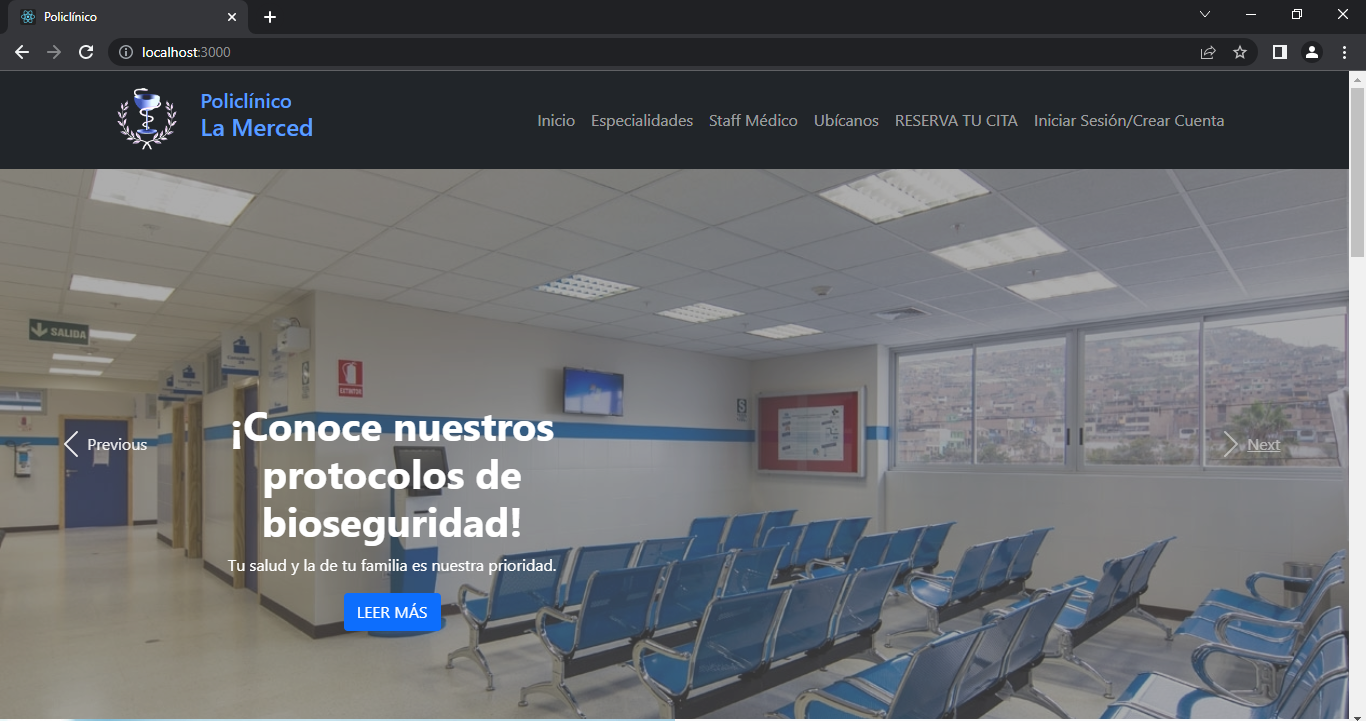 Policlínico
localhost:3000
Policlínico
La Merced
Inicio Especialidades Staff Médico Ubícanos RESERVA TU CITA Iniciar Sesión/Crear Cuenta
SALIDA
EXTINTOR
S
Previous
Next
¡Conoce nuestros
protocolos de
bioseguridad!
Tu salud y la de tu familia es nuestra prioridad.
LEER MÁS